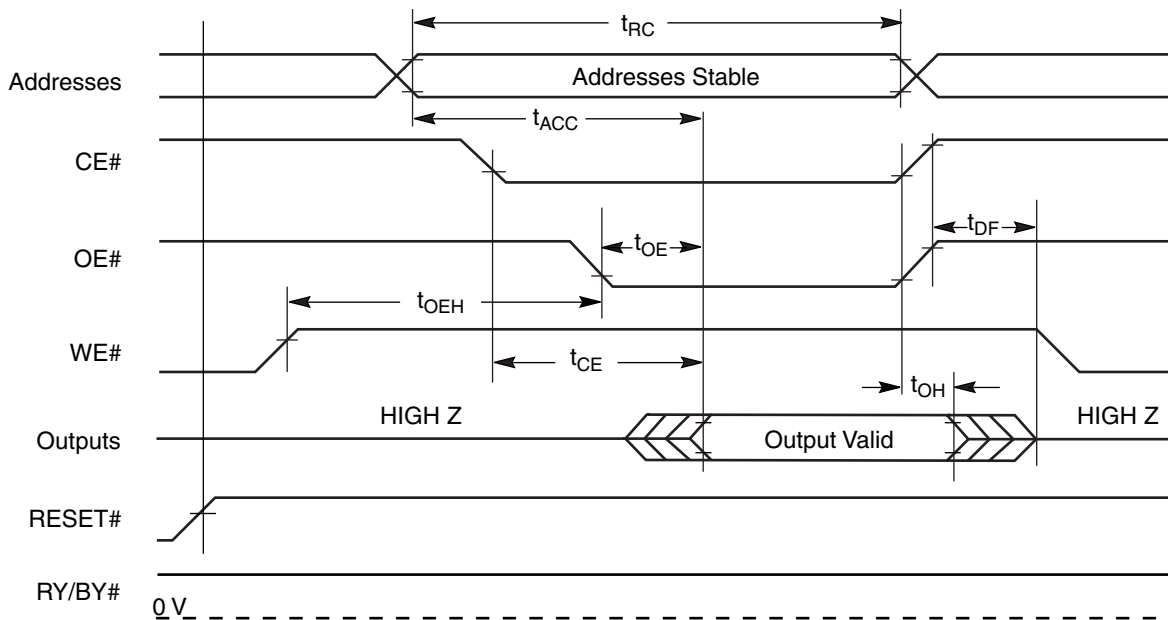 tRC
Addresses
Addresses Stable
tACC
CE#
tDF
OE#
tOE
tOEH
WE#
tCE
tOH
HIGH Z
HIGH Z
Outputs
Output Valid
RESET#
RY/BY#
0 V